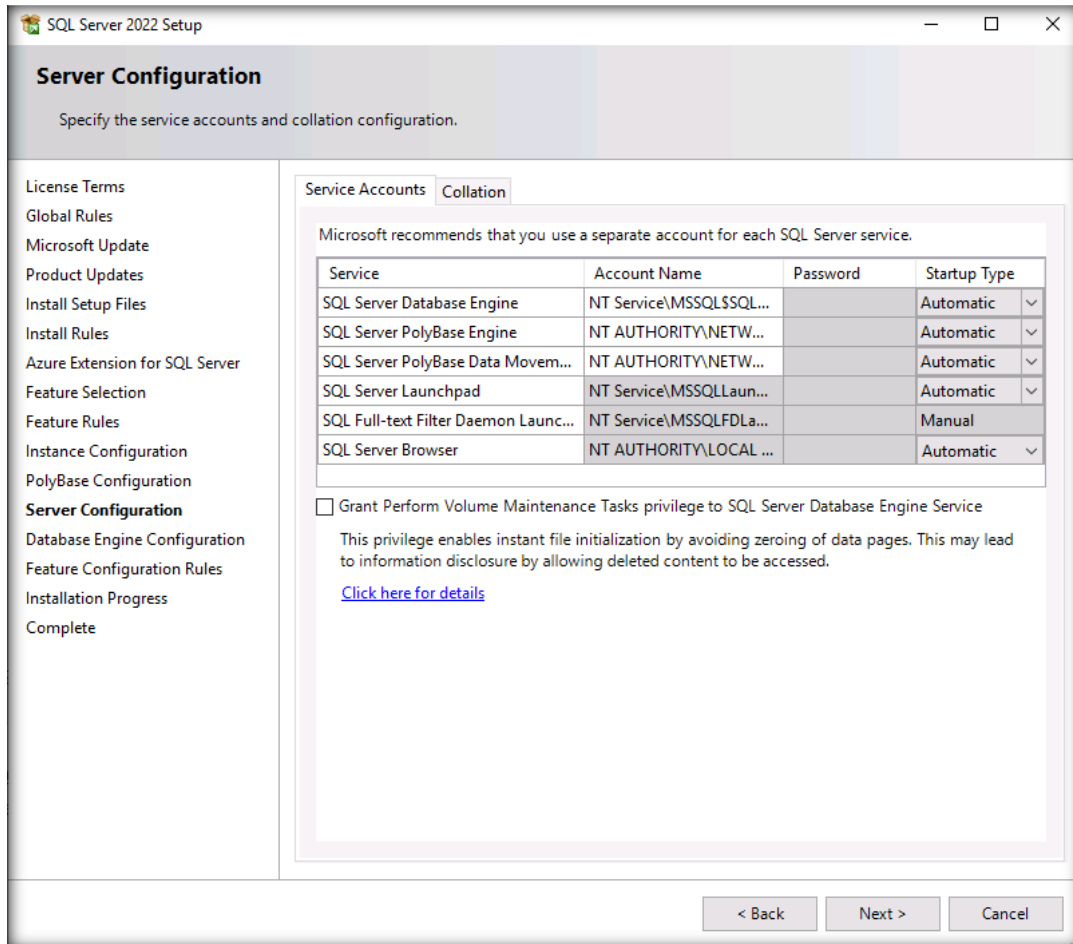 SQL Server 2022 Setup
Server Configuration
Specify the service accounts and collation configuration.
License Terms
Global Rules
Microsoft Update
Product Updates
Install Setup Files
Install Rules
Azure Extension for SQL Server
Feature Selection
Feature Rules
Instance Configuration
PolyBase Configuration
Server Configuration
Database Engine Configuration
Feature Configuration Rules
Installation Progress
Complete
Service Accounts Collation
Microsoft recommends that you use a separate account for each SQL Server service.
Service Account Name Password Startup Type
SQL Server Database Engine NT Service\MSSQL$SQL... Automatic
SQL Server PolyBase Engine NT AUTHORITY\NETW... Automatic
SQL Server PolyBase Data Movem... NT AUTHORITY\NETW... Automatic
SQL Server Launchpad NT Service\MSSQLLaun... Automatic
SQL Full-text Filter Daemon Launc... NT Service\MSSQLFDLa... Manual
SQL Server Browser NT AUTHORITY\LOCAL ... Automatic
Grant Perform Volume Maintenance Tasks privilege to SQL Server Database Engine Service
This privilege enables instant file initialization by avoiding zeroing of data pages. This may lead
to information disclosure by allowing deleted content to be accessed.
Click here for details
< Back Next > Cancel